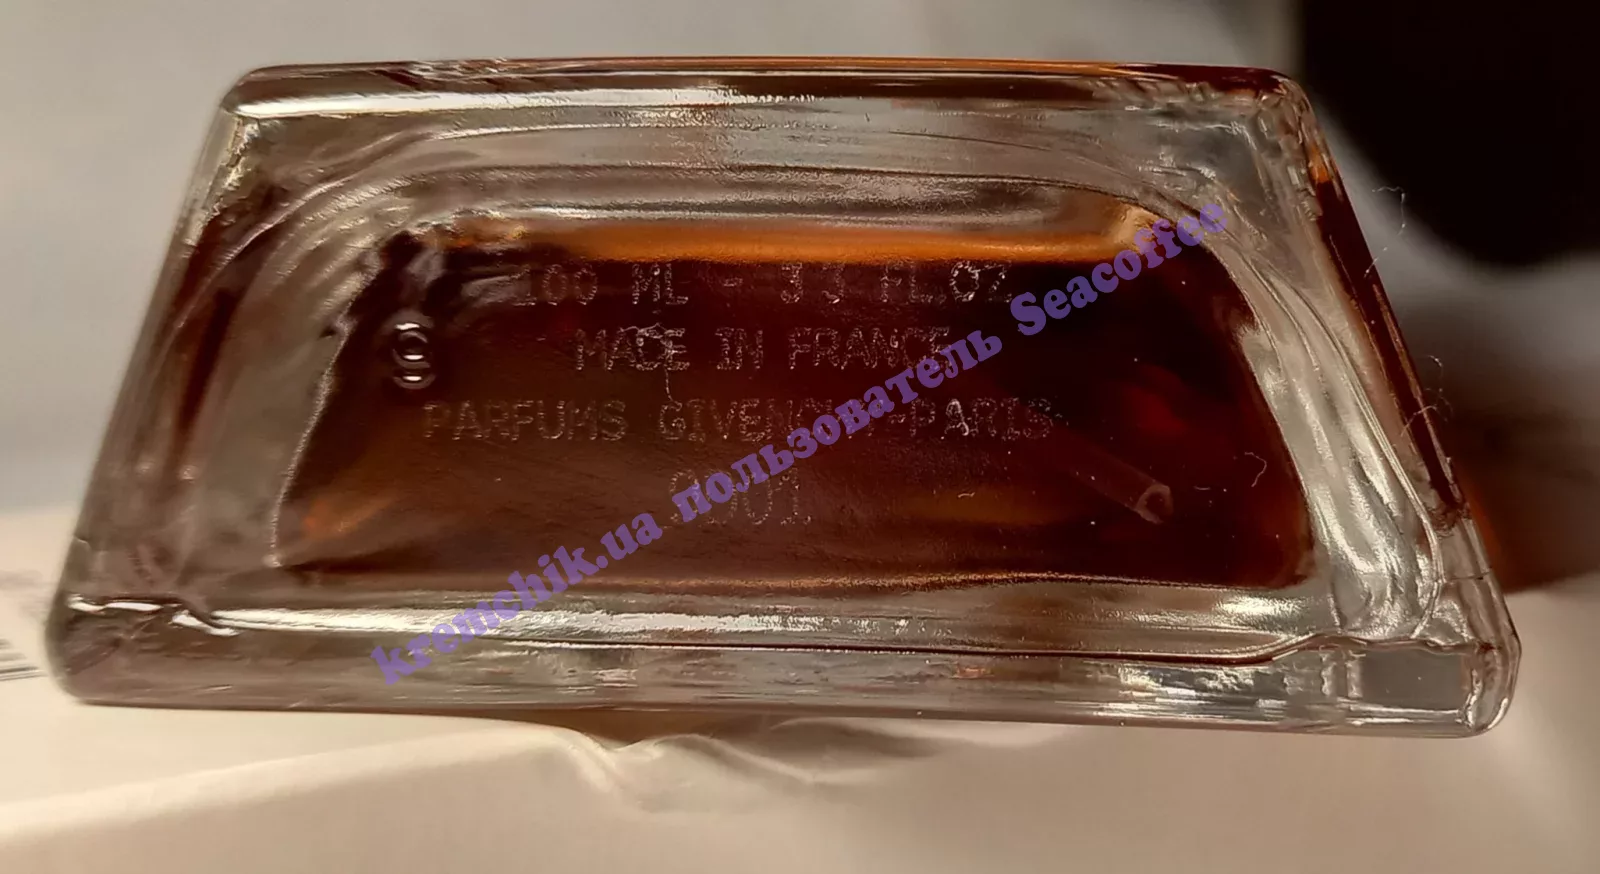 100 ML - 3.3 FL.OZ
MADE IN FRANCE
PARFUMS GIVENCHY-PARIS
kremchik.ua пользователь Seacoffee